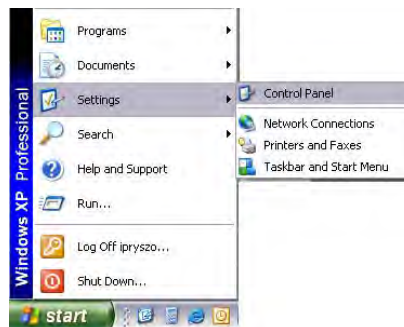 Programs
Documents
Settings
Search
Help and Support
Run...
Log Off ipryszo...
Shut Down...
Control Panel
Network Connections
Printers and Faxes
Taskbar and Start Menu
Windows XP Professional
start